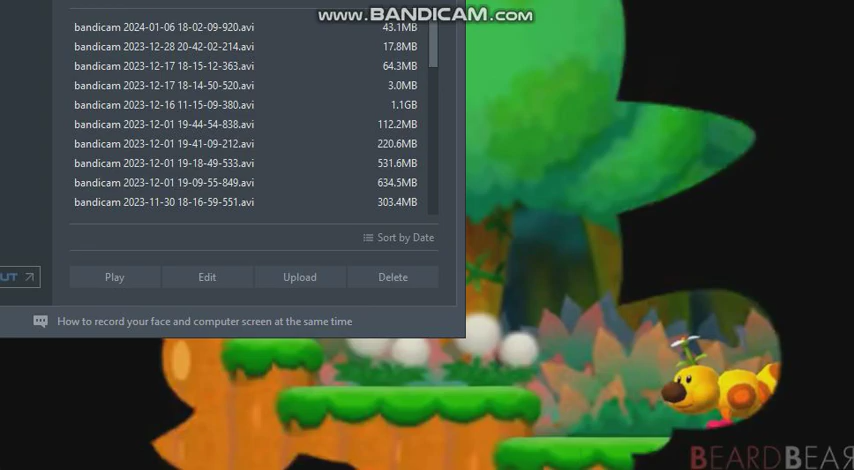 www.BANDICAM.com
bandicam 2024-01-06 18-02-09-920.avi 43.1MB
bandicam 2023-12-28 20-42-02-214.avi 17.8MB
bandicam 2023-12-17 18-15-12-363.avi 64.3MB
bandicam 2023-12-17 18-14-50-520.avi 3.0MB
bandicam 2023-12-16 11-15-09-380.avi 1.1GB
bandicam 2023-12-01 19-44-54-838.avi 112.2MB
bandicam 2023-12-01 19-41-09-212.avi 220.6MB
bandicam 2023-12-01 19-18-49-533.avi 531.6MB
bandicam 2023-12-01 19-09-55-849.avi 634.5MB
bandicam 2023-11-30 18-16-59-551.avi 303.4MB
Sort by Date
UT Play Edit Upload Delete
How to record your face and computer screen at the same time
BEARDBEAR